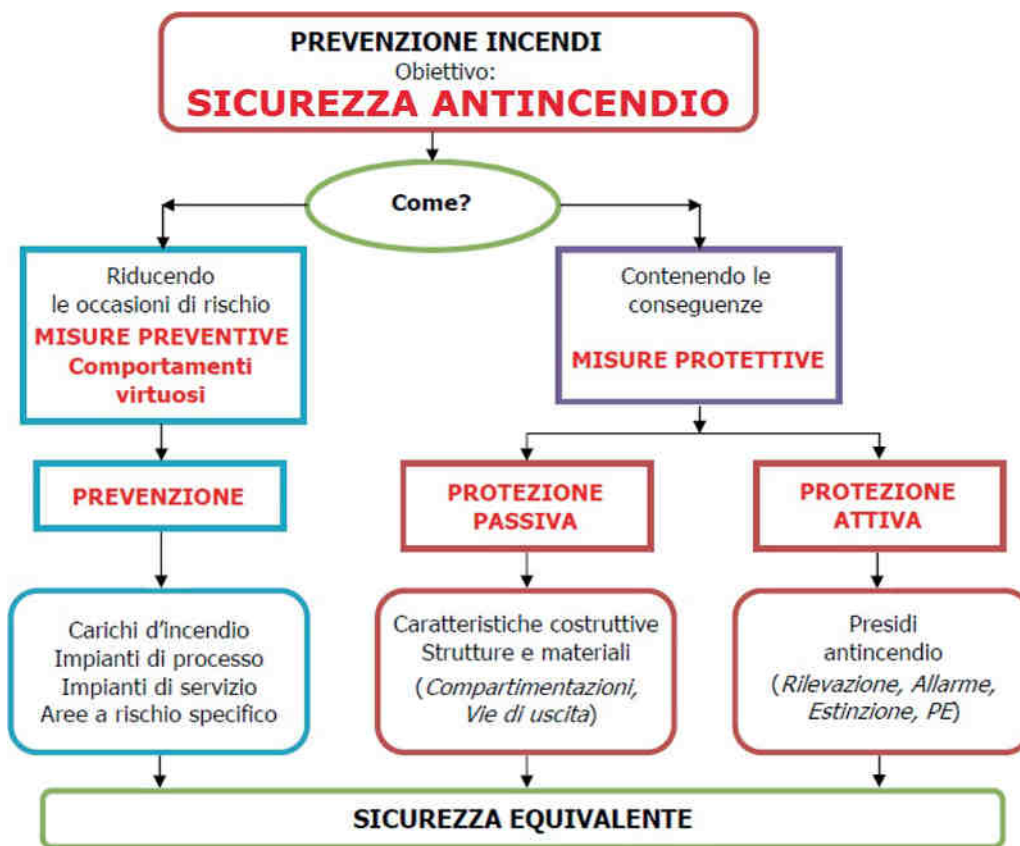 PREVENZIONE INCENDI
Obiettivo:
SICUREZZA ANTINCENDIO
Come?
Riducendo
le occasioni di rischio
MISURE PREVENTIVE
Comportamenti
virtuosi
Contenendo le
conseguenze
MISURE PROTETTIVE
PREVENZIONE
PROTEZIONE
PASSIVA
PROTEZIONE
ATTIVA
Carichi d'incendio
Impianti di processo
Impianti di servizio
Aree a rischio specifico
Caratteristiche costruttive
Strutture e materiali
(Compartimentazioni,
Vie di uscita)
Presidi
antincendio
(Rilevazione, Allarme,
Estinzione, PE)
SICUREZZA EQUIVALENTE